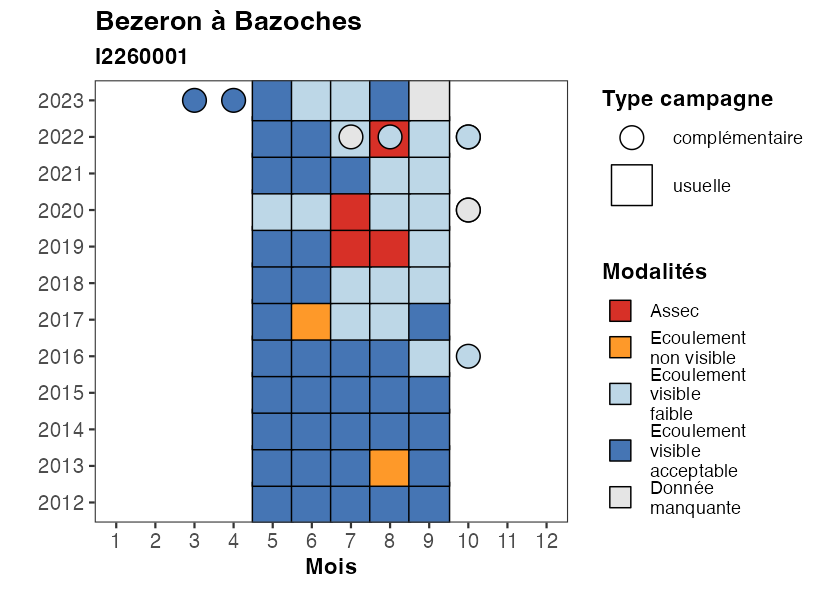 Bezeron à Bazoches
I2260001
2023
2022
2021
2020
2019
2018
2017
2016
2015
2014
2013
2012
1 2 3 4 5 6 7 8 9 10 11 12
Mois
Type campagne
complémentaire
usuelle
Modalités
Assec
Ecoulement
non visible
Ecoulement
visible
faible
Ecoulement
visible
acceptable
Donnée
manquante